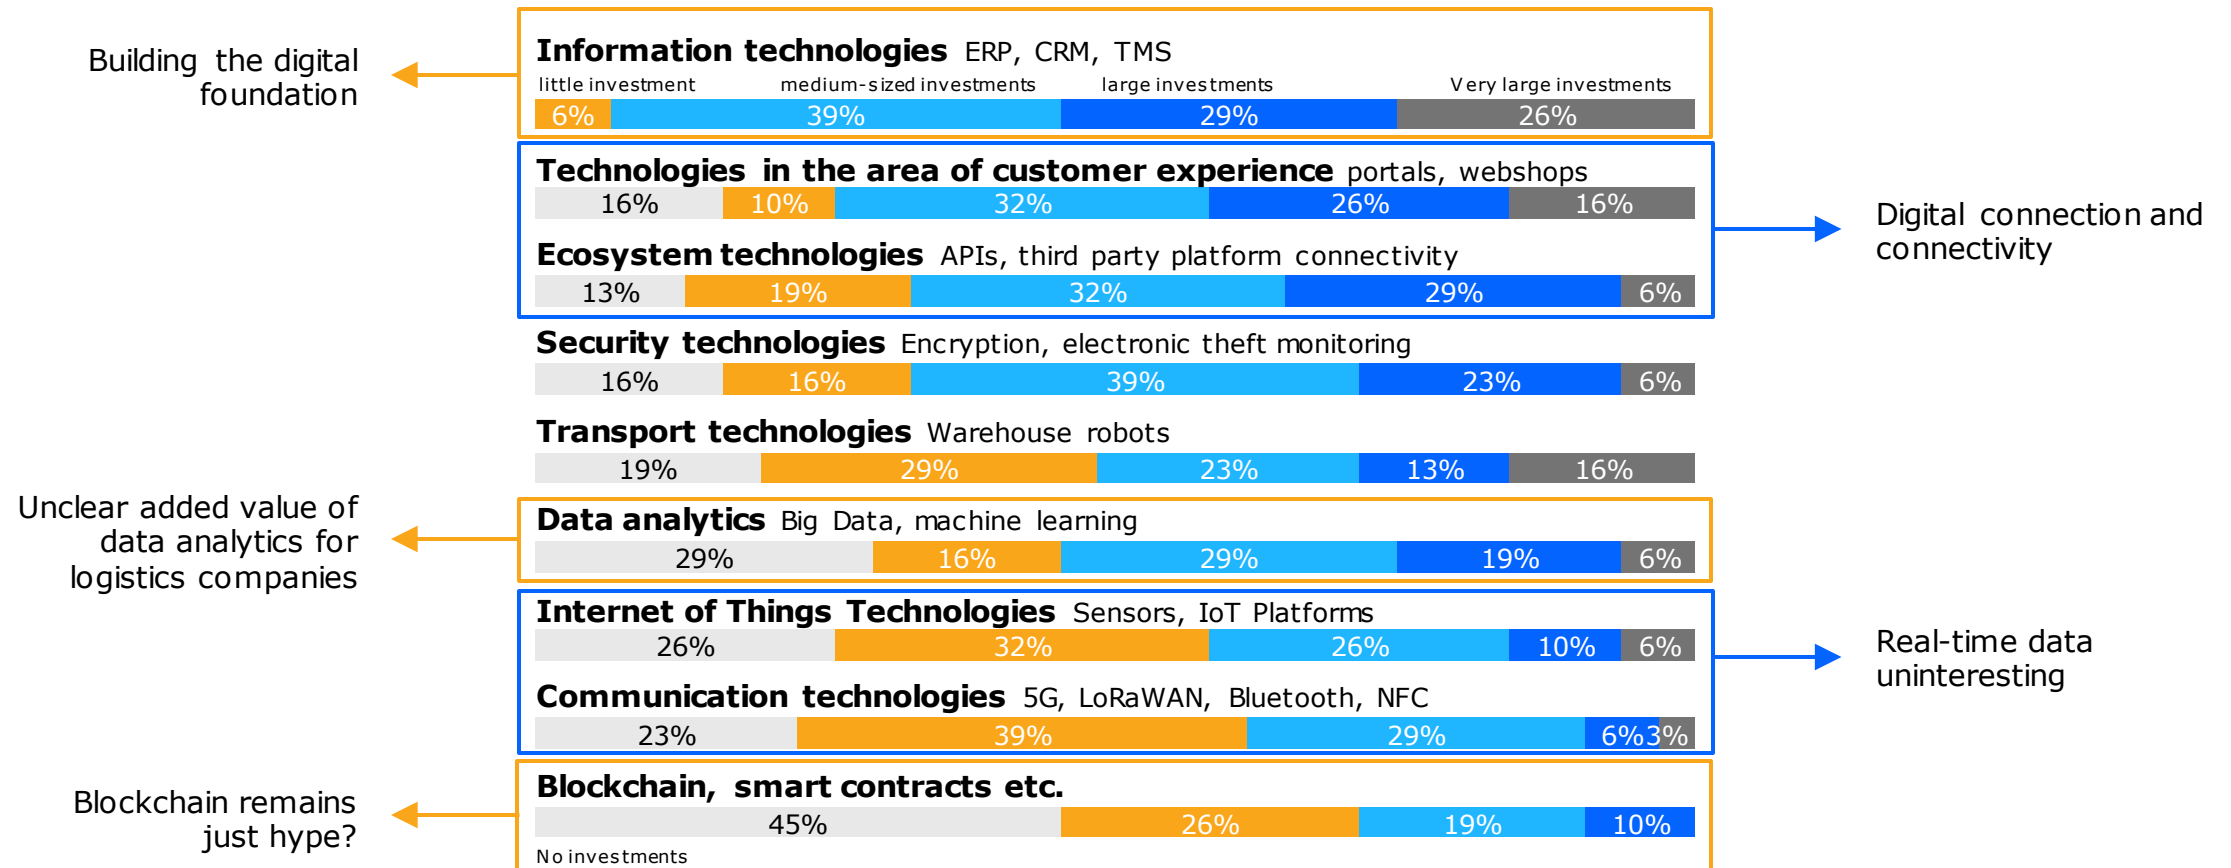 Building the digital
foundation
Information technologies ERP, CRM, TMS
little investment medium-sized investments large investments Very large investments
6% 39% 29% 26%
Technologies in the area of customer experience portals, webshops
16% 10% 32% 26% 16%
Ecosystem technologies APIs, third party platform connectivity
13% 19% 32% 29% 6%
Digital connection and
connectivity
Security technologies Encryption, electronic theft monitoring
16% 16% 39% 23% 6%
Transport technologies Warehouse robots
19% 29% 23% 13% 16%
Unclear added value of
data analytics for
logistics companies
Data analytics Big Data, machine learning
29% 16% 29% 19% 6%
Internet of Things Technologies Sensors, IoT Platforms
26% 32% 26% 10% 6%
Communication technologies 5G, LoRaWAN, Bluetooth, NFC
23% 39% 29% 6% 3%
Real-time data
uninteresting
Blockchain remains
just hype?
Blockchain, smart contracts etc.
45% 26% 19% 10%
No investments